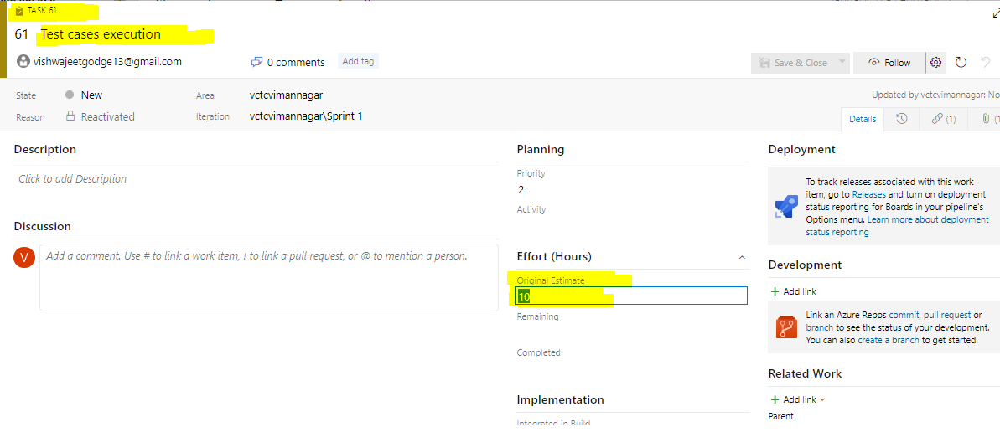 TASK 61
61 Test cases execution
vishwajeetgodge13@gmail.com
0 comments
Add tag
Save & Close
Follow
State
New
Area
vctcvimannagar
Updated by vctcvimannagar: No
Reason
Reactivated
Iteration
vctcvimannagar\Sprint 1
Details
(1)
(1
Description
Click to add Description
Discussion
V
Add a comment. Use # to link a work item, ! to link a pull request, or @ to mention a person.
Planning
Priority
2
Activity
Effort (Hours)
Original Estimate
10
Remaining
Completed
Implementation
Integrated in Build
Deployment
To track releases associated with this work
item, go to Releases and turn on deployment
status reporting for Boards in your pipeline's
Options menu. Learn more about deployment
status reporting
Development
+ Add link
Link an Azure Repos commit, pull request or
branch to see the status of your development.
You can also create a branch to get started.
Related Work
+ Add link
Parent